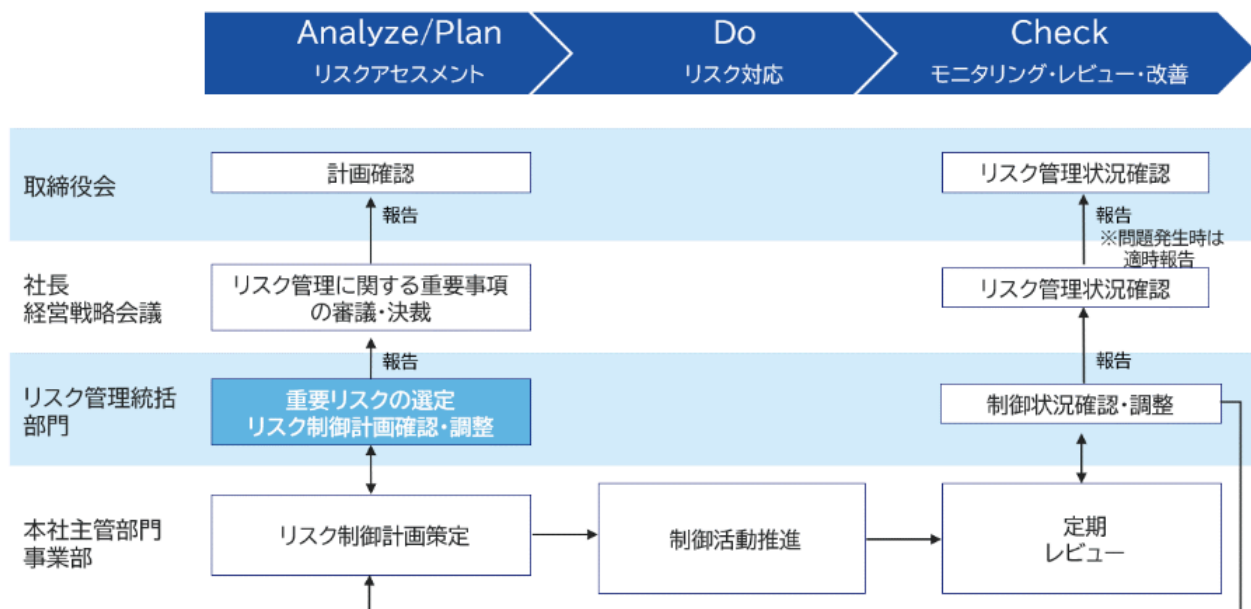 Analyze/Plan
リスクアセスメント
Do
リスク対応
Check
モニタリング・レビュー・改善
取締役会
計画確認
リスク管理状況確認
報告
報告
※問題発生時は
適時報告
社長
経営戦略会議
リスク管理に関する重要事項
の審議・決裁
リスク管理状況確認
報告
報告
リスク管理統括
部門
重要リスクの選定
リスク制御計画確認・調整
制御状況確認・調整
本社主管部門
事業部
リスク制御計画策定
制御活動推進
定期
レビュー